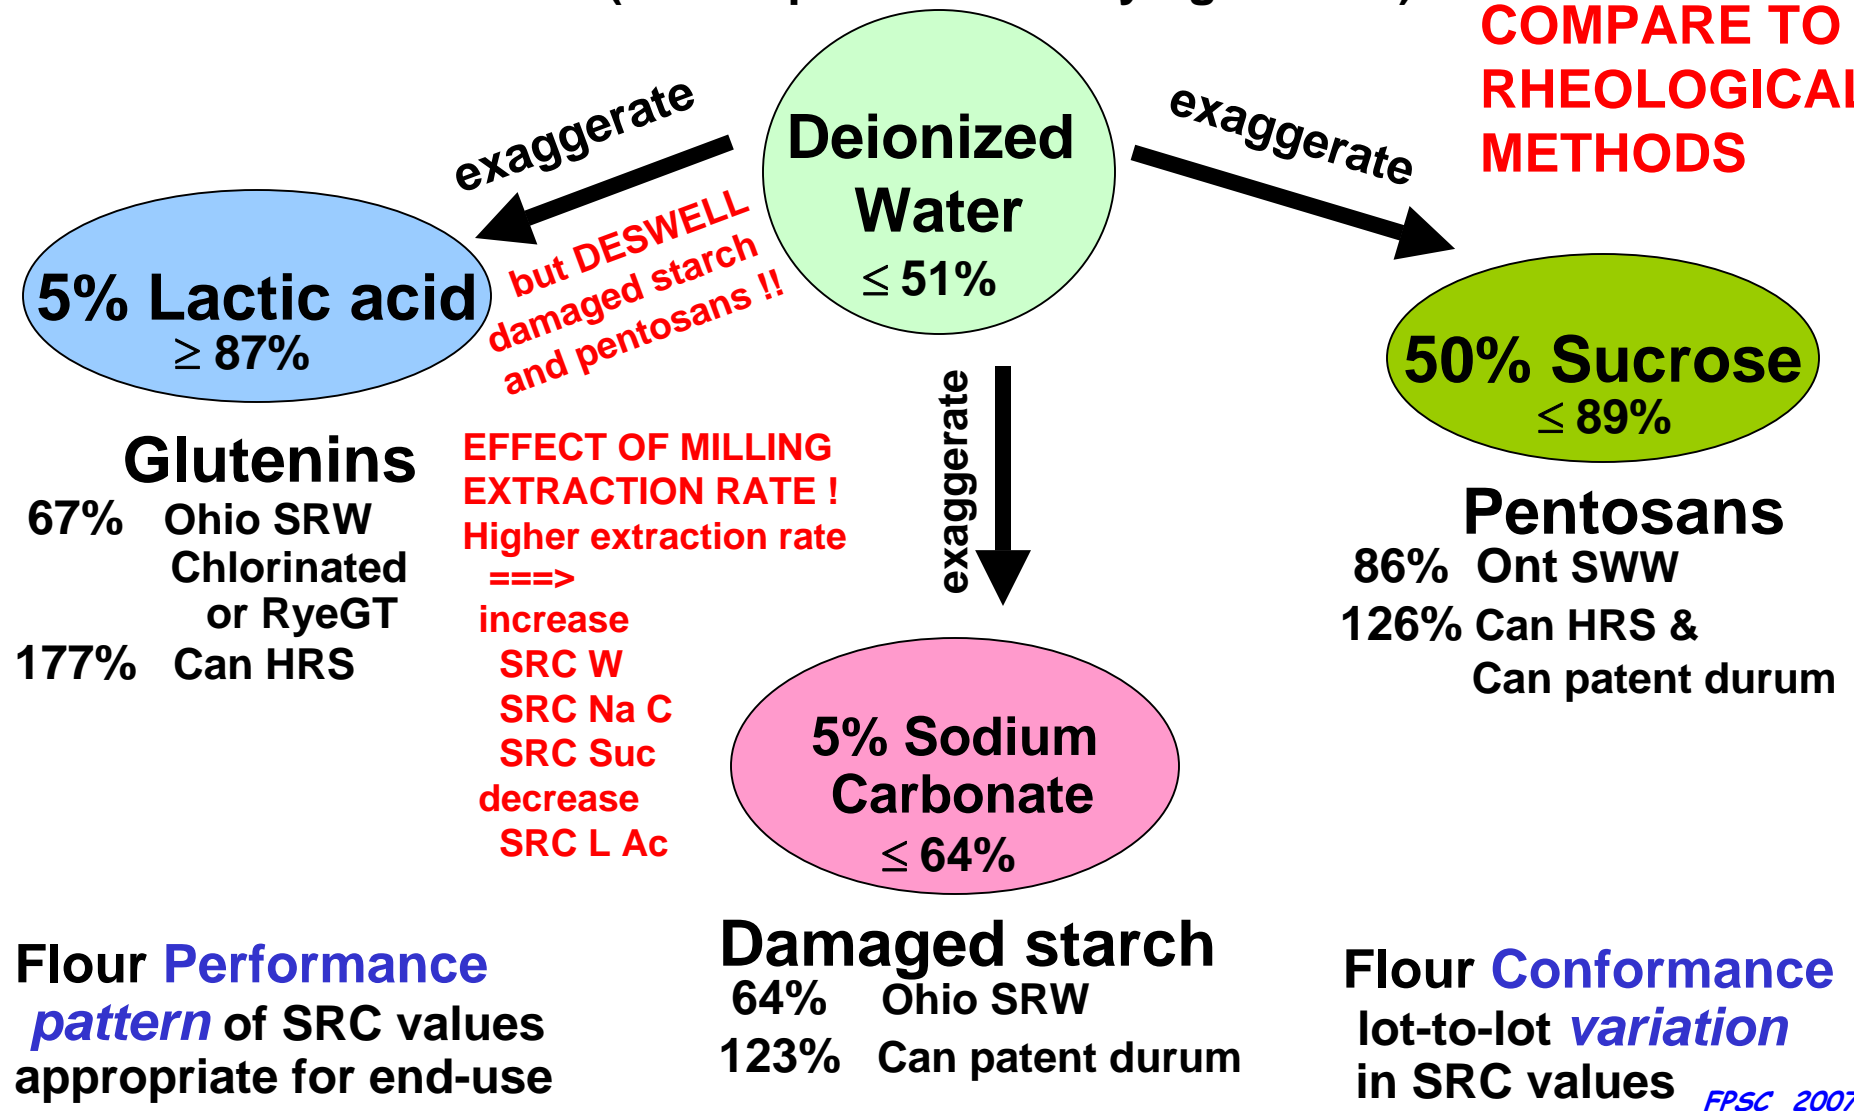 COMPARE TO
RHEOLOGICAL
METHODS
exaggerate
exaggerate
Deionized
Water
≤ 51%
but DESWELL
damaged starch
and pentosans !!
5% Lactic acid
≥ 87%
50% Sucrose
≤ 89%
exaggerate
Glutenins
67% Ohio SRW
Chlorinated
or RyeGT
177% Can HRS
EFFECT OF MILLING
EXTRACTION RATE !
Higher extraction rate
===>
increase
SRC W
SRC Na C
SRC Suc
decrease
SRC L Ac
Pentosans
86% Ont SWW
126% Can HRS &
Can patent durum
5% Sodium
Carbonate
≤ 64%
Damaged starch
64% Ohio SRW
123% Can patent durum
Flour Performance
pattern of SRC values
appropriate for end-use
Flour Conformance
lot-to-lot variation
in SRC values
FPSC 2007